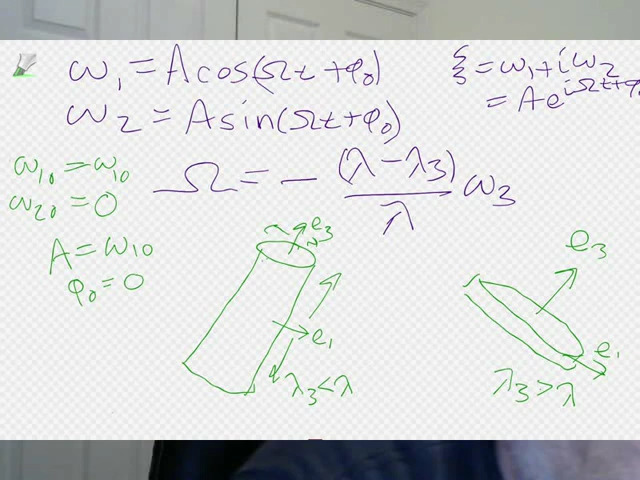 ω₁ = A cos(Ωt + φ₀)
ω₂ = A sin(Ωt + φ₀)
ξ = ω₁ + iω₂
= Ae^{iΩt+φ
Ω = − (λ − λ₃) / λ ω₃
ω₁₀ = ω₁₀
ω₂₀ = 0
A = ω₁₀
φ₀ = 0
e₃
e₁
λ₃ < λ
e₃
e₁
λ₃ > λ